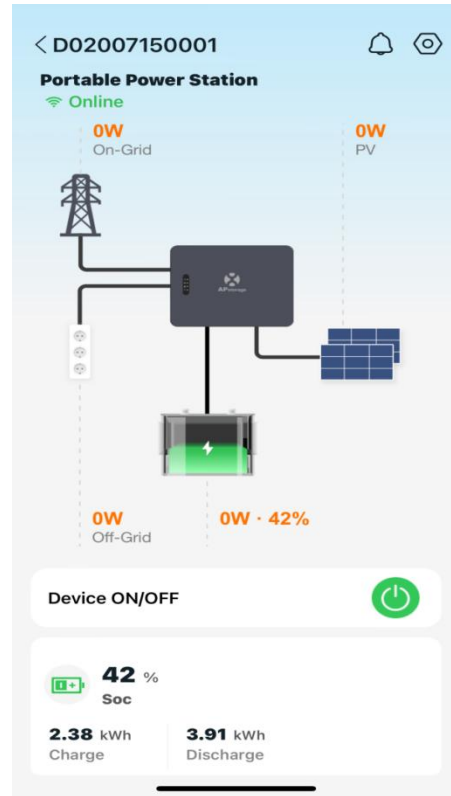 D02007150001
Portable Power Station
Online
0W
On-Grid
0W
PV
APstorage
0W
Off-Grid
0W · 42%
Device ON/OFF
42 %
Soc
2.38 kWh
Charge
3.91 kWh
Discharge